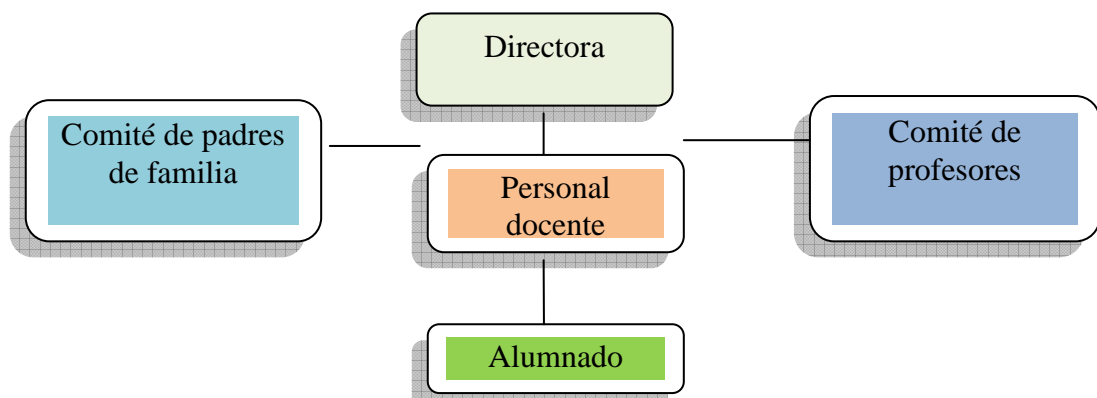 Directora
Comité de padres
de familia
Comité de
profesores
Personal
docente
Alumnado